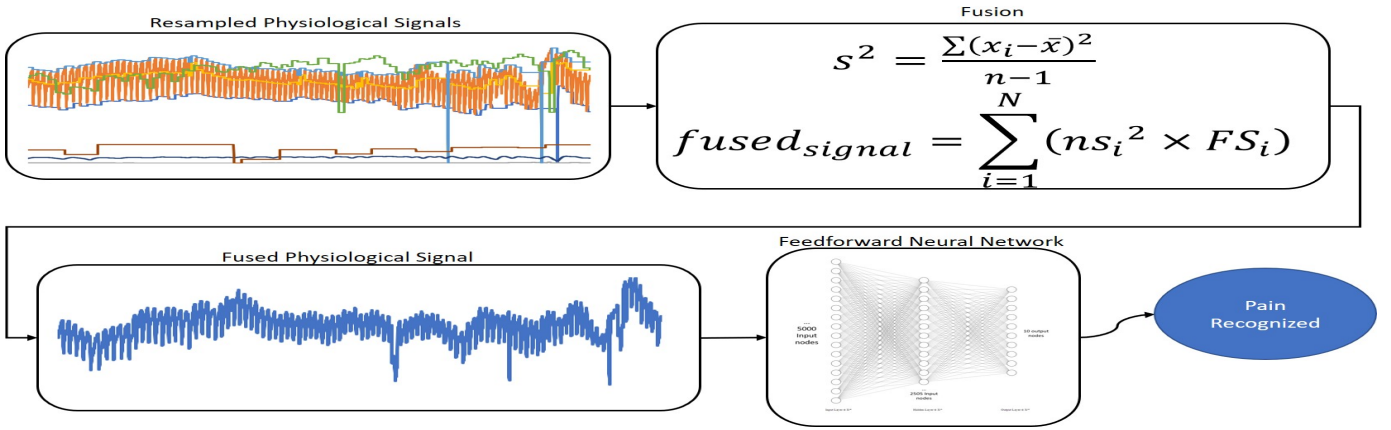 Resampled Physiological Signals
Fusion
s² = ∑(xᵢ−x̄)² / n−1
fused_signal = ∑_{i=1}^{N} (nsᵢ² × FSᵢ)
Fused Physiological Signal
Feedforward Neural Network
...
5000
Input
nodes
10 output
nodes
...
2505 Input
nodes
Pain
Recognized